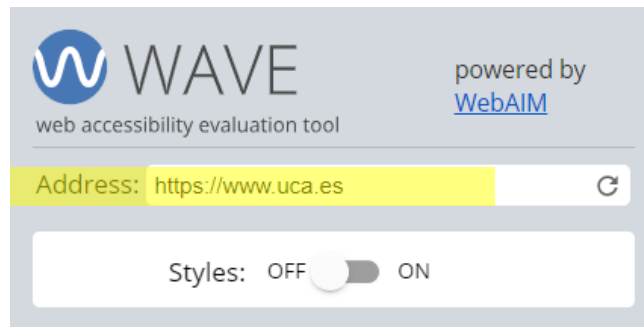 WAVE
web accessibility evaluation tool
powered by
WebAIM
Address: https://www.uca.es
Styles: OFF ON